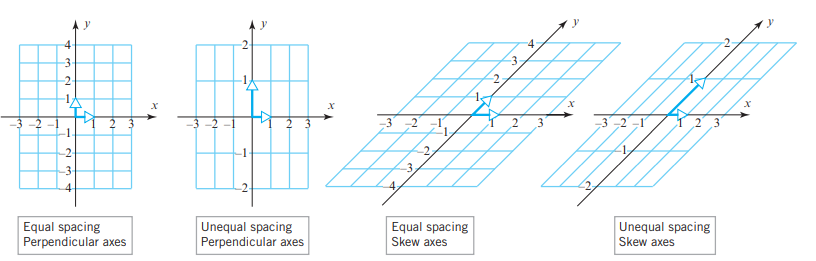 y
4
3
2
1
x
-3 -2 -1 1 2 3
-1
-2
-3
-4
Equal spacing
Perpendicular axes
y
2
1
x
-3 -2 -1 1 2 3
-1
-2
Unequal spacing
Perpendicular axes
y
4
3
2
1
x
-3 -2 -1 1 2 3
-1
-2
-3
-4
Equal spacing
Skew axes
y
2
1
x
-3 -2 -1 1 2 3
-1
-2
Unequal spacing
Skew axes